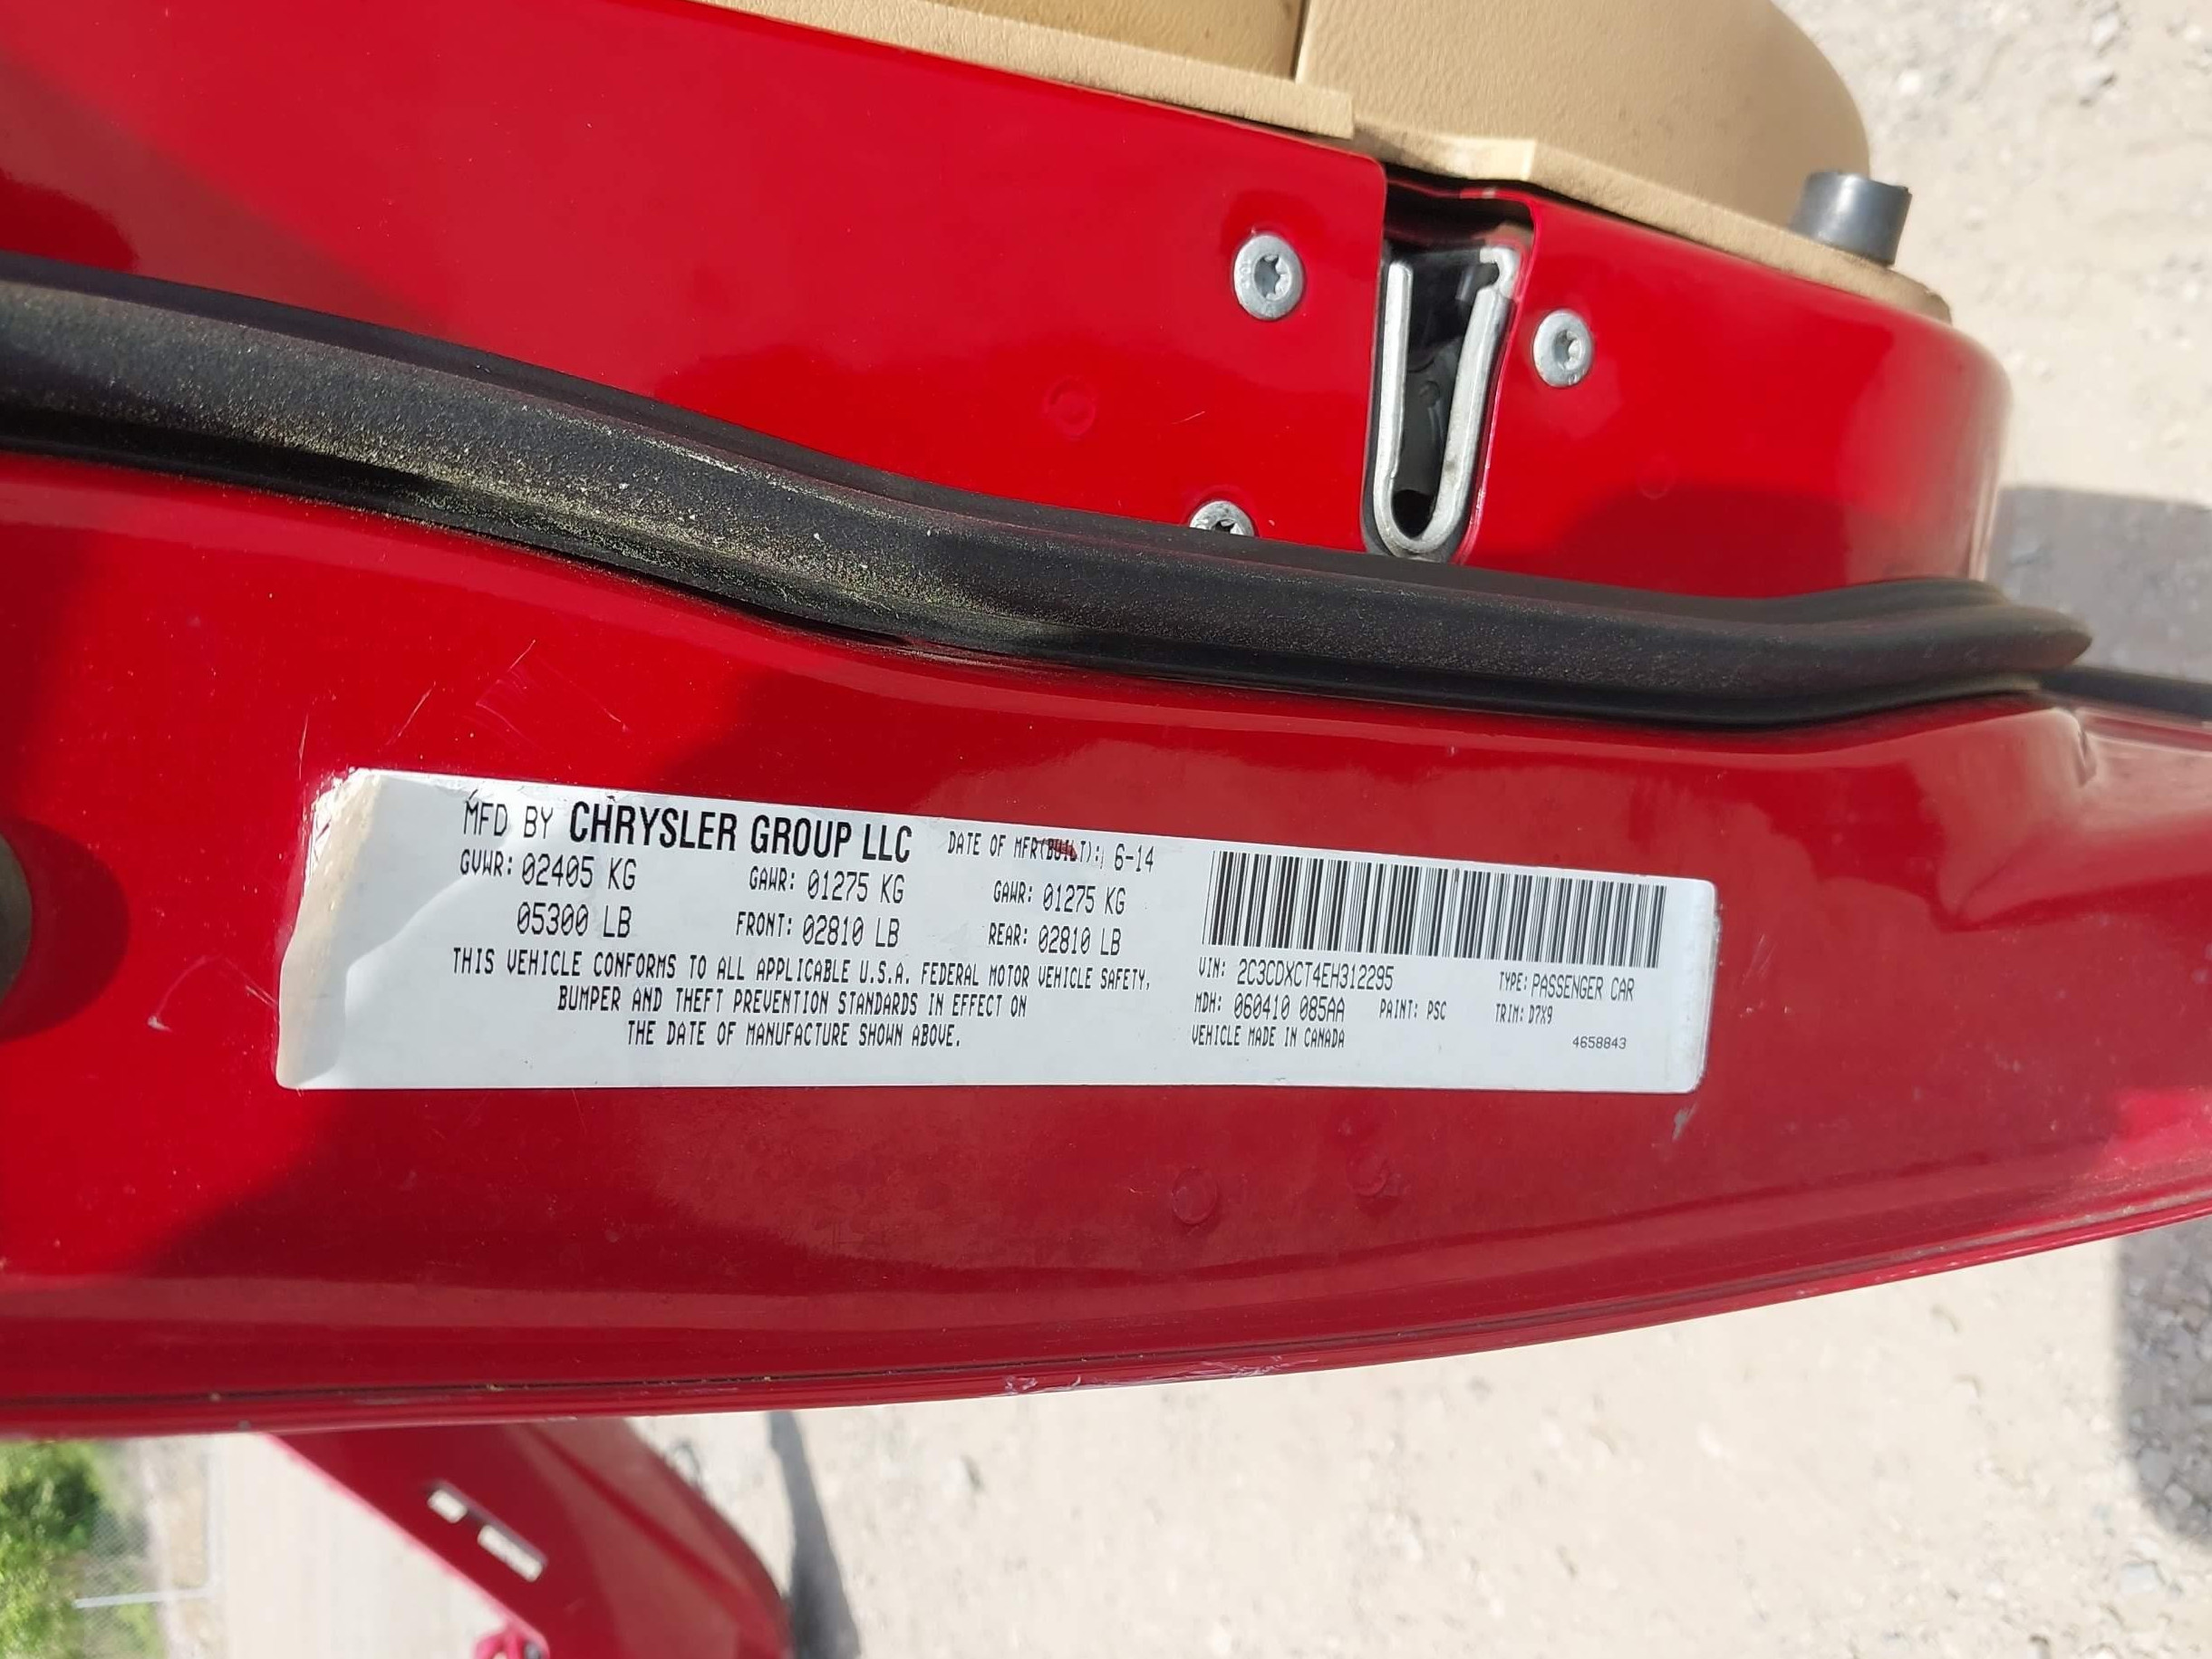 MFD BY CHRYSLER GROUP LLC DATE OF MFR(BUILT): 6-14
GVWR: 02405 KG GAWR: 01275 KG GAWR: 01275 KG
05300 LB FRONT: 02810 LB REAR: 02810 LB
THIS VEHICLE CONFORMS TO ALL APPLICABLE U.S.A. FEDERAL MOTOR VEHICLE SAFETY,
BUMPER AND THEFT PREVENTION STANDARDS IN EFFECT ON
THE DATE OF MANUFACTURE SHOWN ABOVE.
VIN: 2C3CDXCT4EH312295 TYPE: PASSENGER CAR
MDH: 060410 085AA PAINT: PSC TRIM: D7X9
VEHICLE MADE IN CANADA 4658843